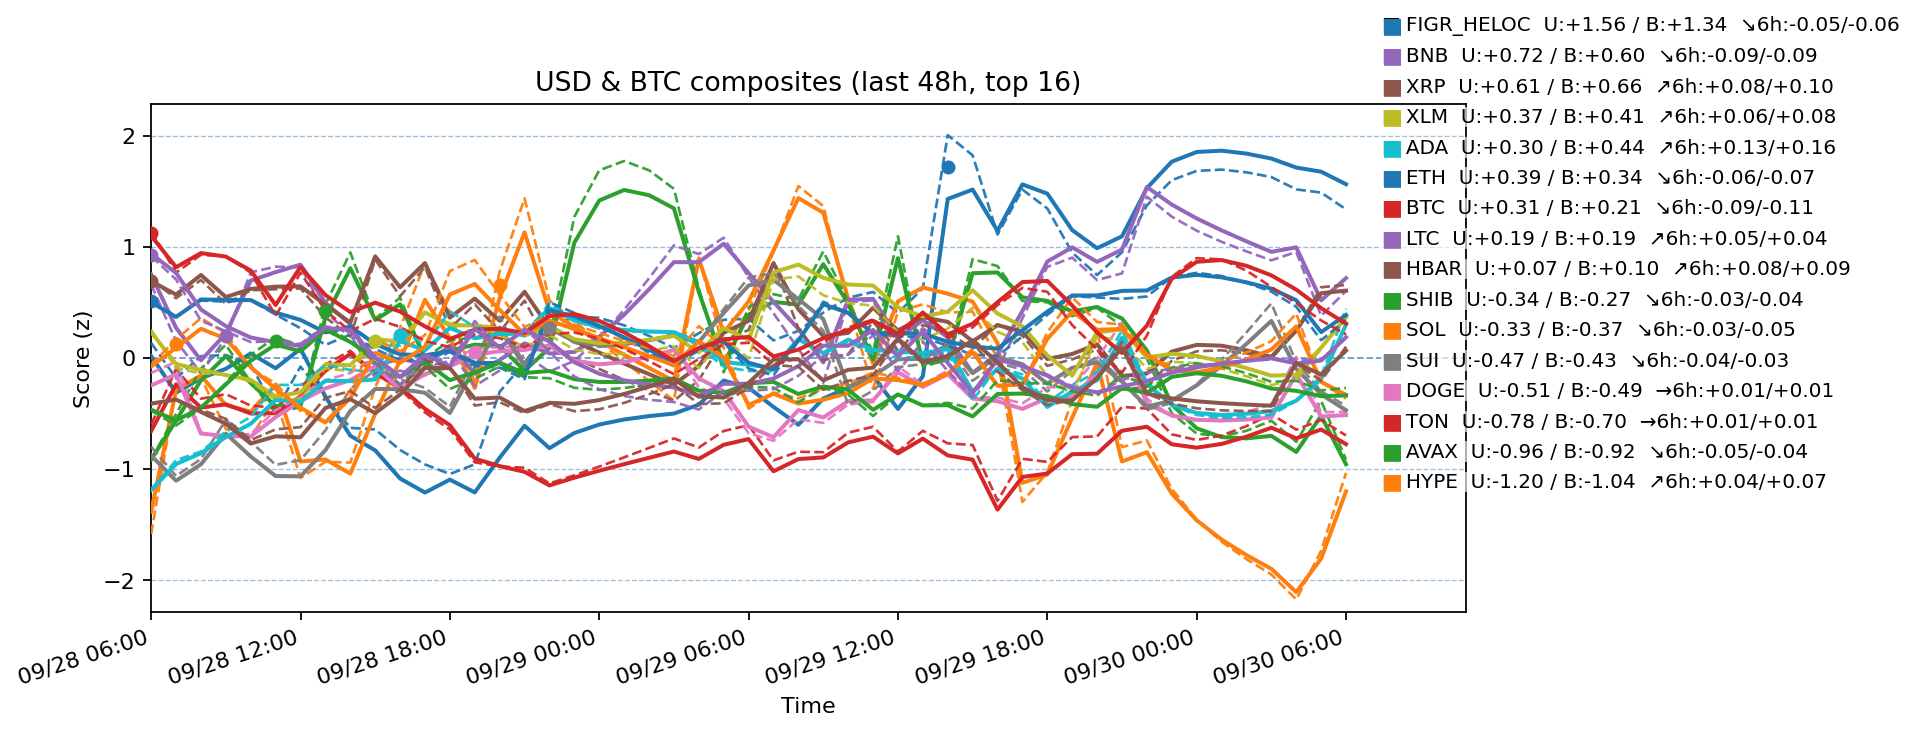 FIGR_HELOC U:+1.56 / B:+1.34 ↘6h:-0.05/-0.06
BNB U:+0.72 / B:+0.60 ↘6h:-0.09/-0.09
USD & BTC composites (last 48h, top 16)
XRP U:+0.61 / B:+0.66 ↗6h:+0.08/+0.10
XLM U:+0.37 / B:+0.41 ↗6h:+0.06/+0.08
ADA U:+0.30 / B:+0.44 ↗6h:+0.13/+0.16
ETH U:+0.39 / B:+0.34 ↘6h:-0.06/-0.07
BTC U:+0.31 / B:+0.21 ↘6h:-0.09/-0.11
LTC U:+0.19 / B:+0.19 ↗6h:+0.05/+0.04
HBAR U:+0.07 / B:+0.10 ↗6h:+0.08/+0.09
SHIB U:-0.34 / B:-0.27 ↘6h:-0.03/-0.04
SOL U:-0.33 / B:-0.37 ↘6h:-0.03/-0.05
SUI U:-0.47 / B:-0.43 ↘6h:-0.04/-0.03
DOGE U:-0.51 / B:-0.49 →6h:+0.01/+0.01
TON U:-0.78 / B:-0.70 →6h:+0.01/+0.01
AVAX U:-0.96 / B:-0.92 ↘6h:-0.05/-0.04
HYPE U:-1.20 / B:-1.04 ↗6h:+0.04/+0.07
Score (z)
2
1
0
−1
−2
09/28 06:00
09/28 12:00
09/28 18:00
09/29 00:00
09/29 06:00
09/29 12:00
09/29 18:00
09/30 00:00
09/30 06:00
Time